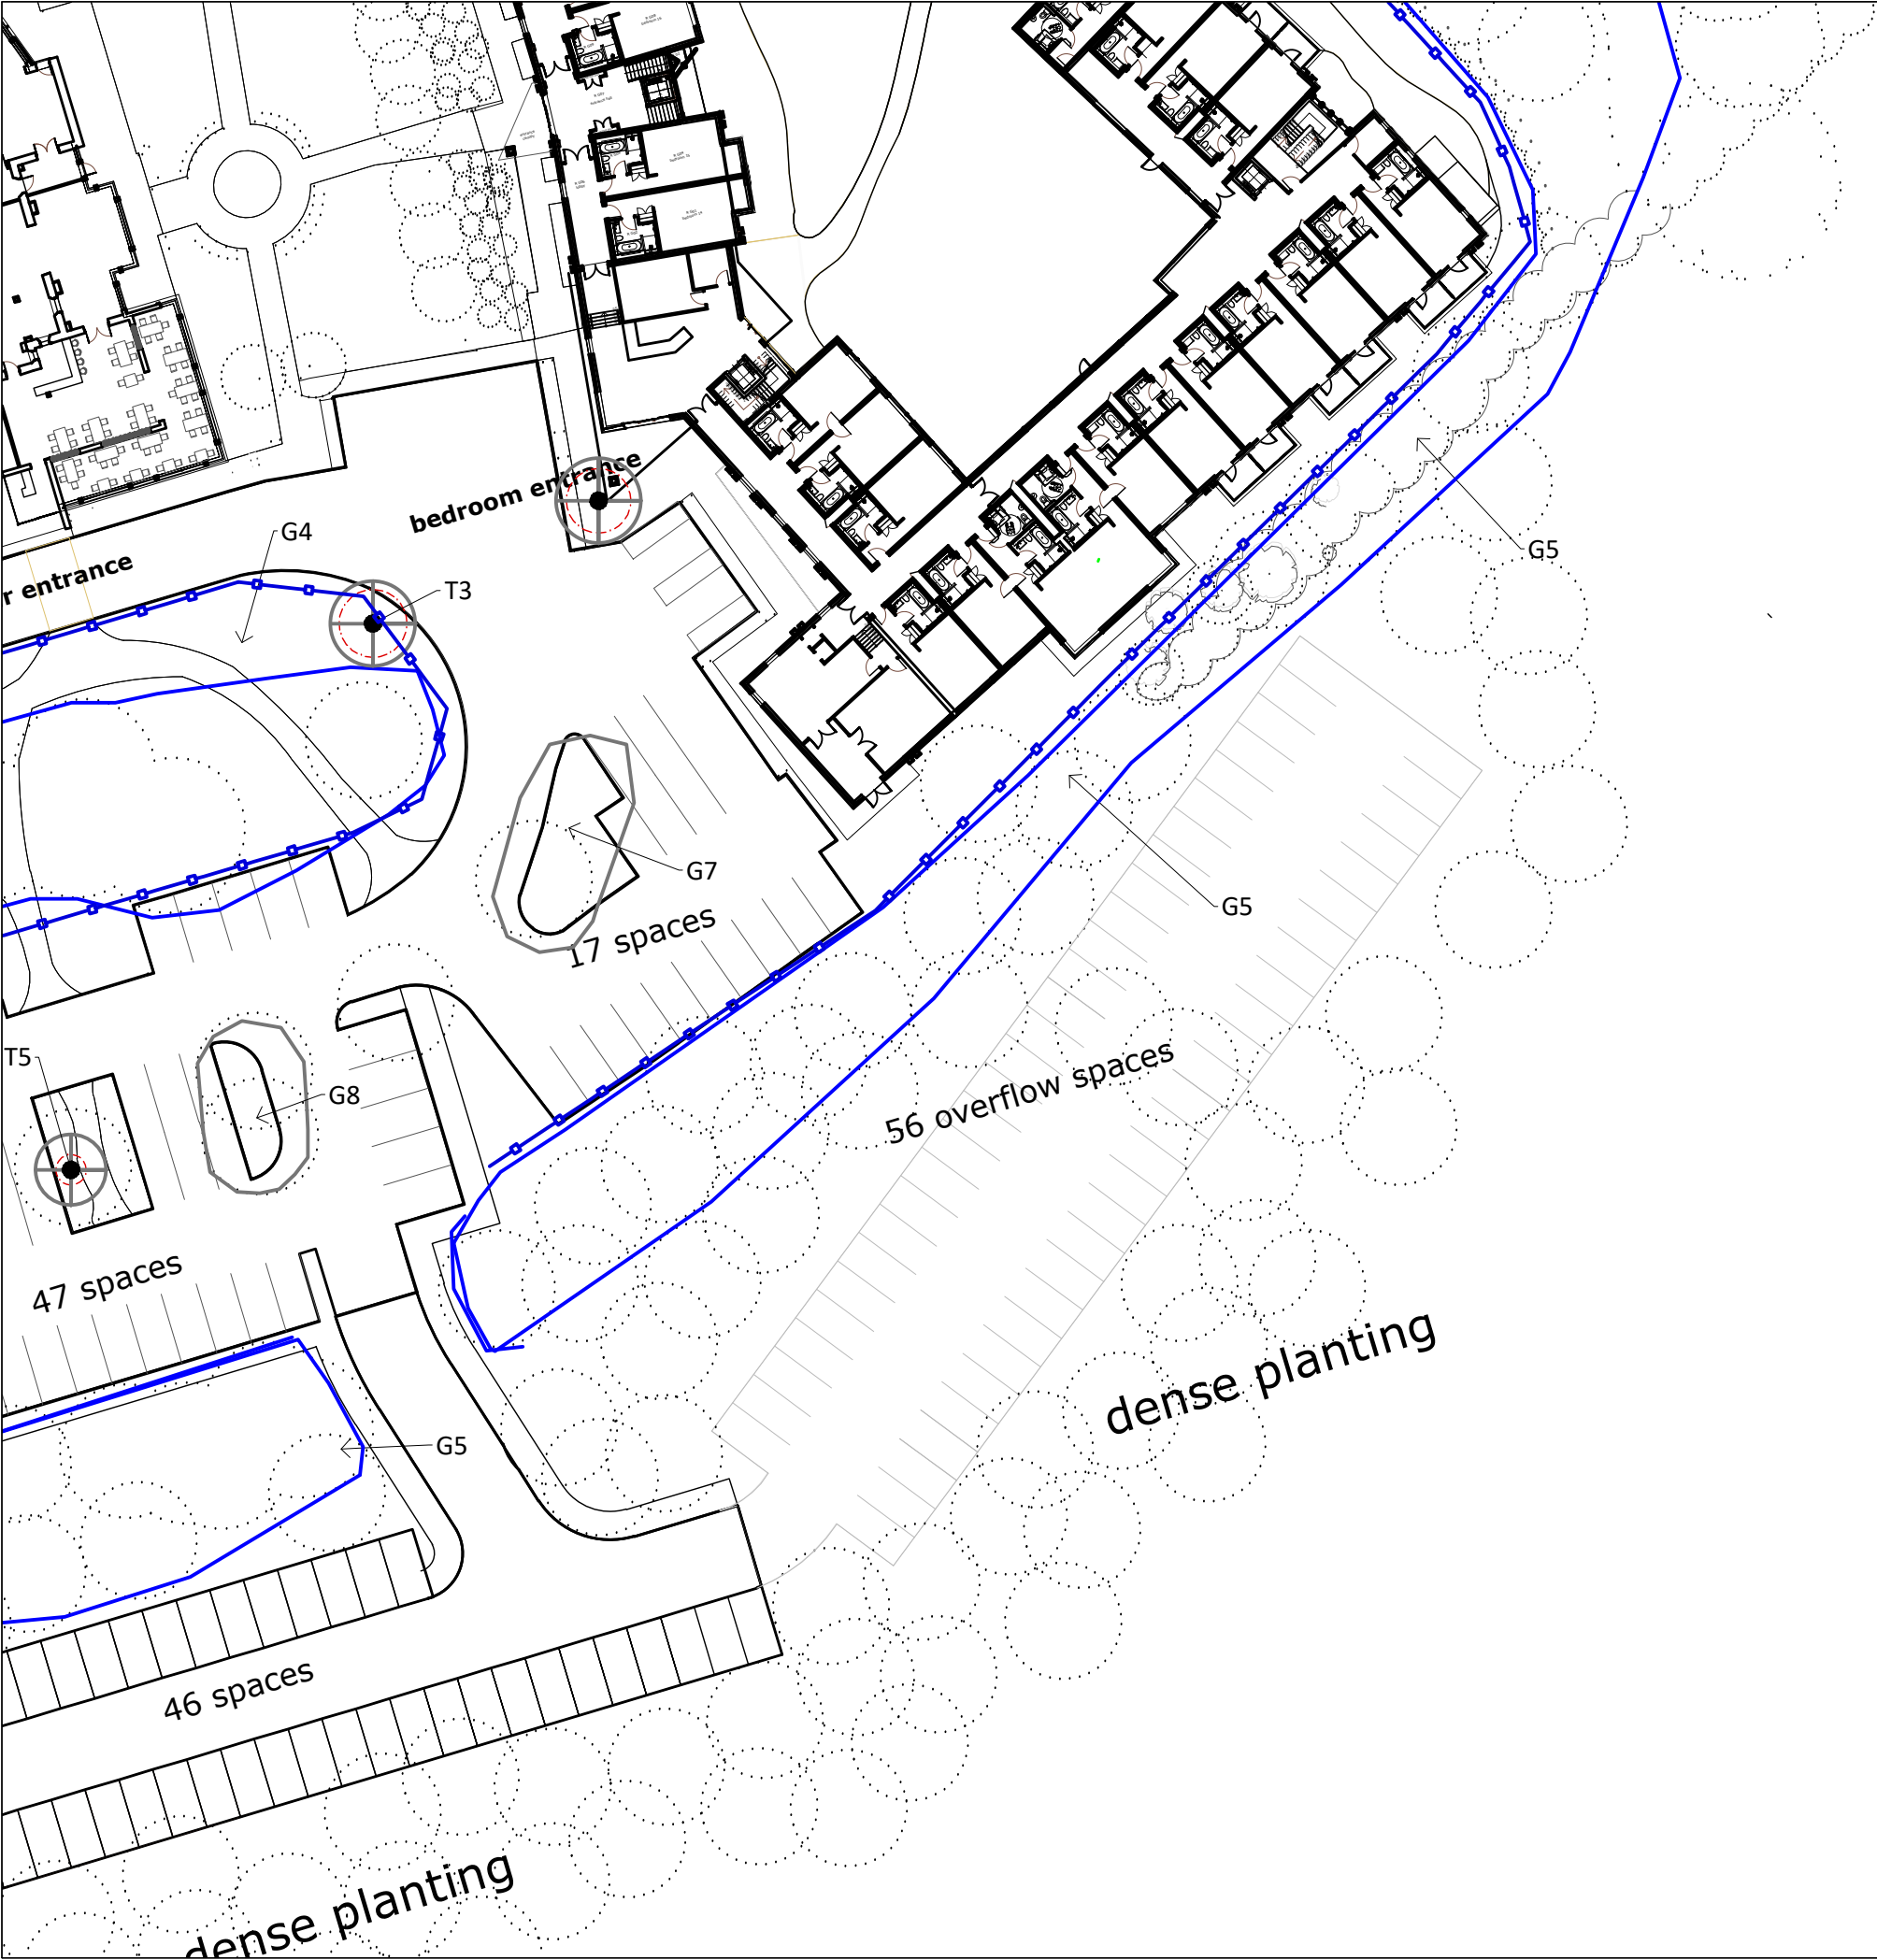 bedroom entrance
G4
r entrance
T3
G5
G7
17 spaces
G5
T5
G8
56 overflow spaces
47 spaces
dense planting
G5
46 spaces
dense planting